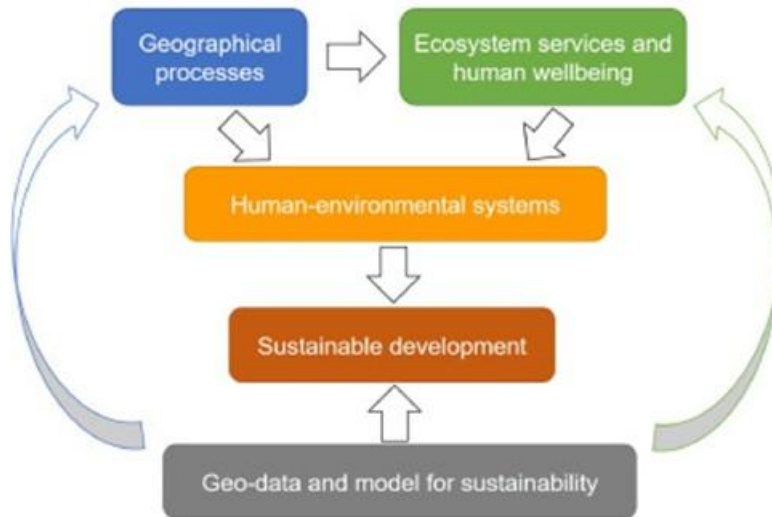 Geographical
processes
Ecosystem services and
human wellbeing
Human-environmental systems
Sustainable development
Geo-data and model for sustainability